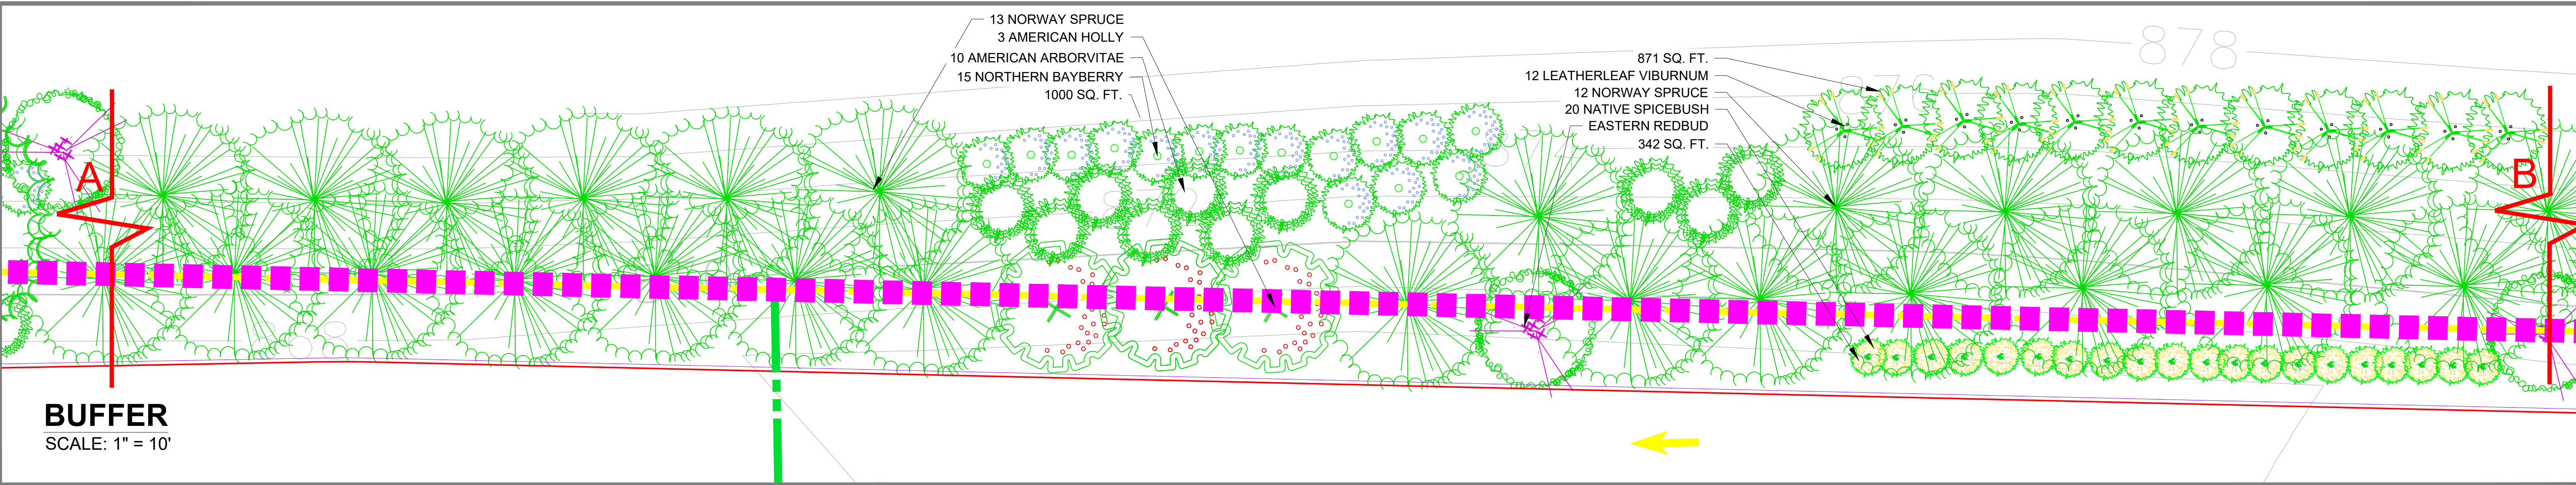 13 NORWAY SPRUCE
3 AMERICAN HOLLY
10 AMERICAN ARBORVITAE
15 NORTHERN BAYBERRY
1000 SQ. FT.
871 SQ. FT.
12 LEATHERLEAF VIBURNUM
12 NORWAY SPRUCE
20 NATIVE SPICEBUSH
EASTERN REDBUD
342 SQ. FT.
878
A
B
BUFFER
SCALE: 1" = 10'